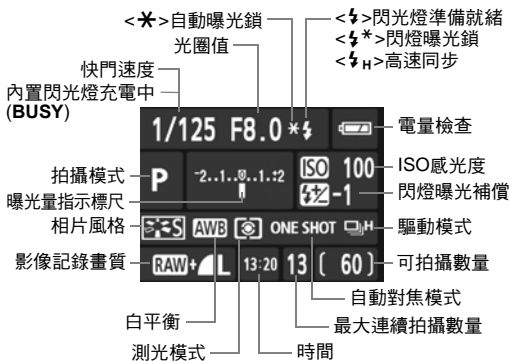 <✱>自動曝光鎖
光圈值
快門速度
內置閃光燈充電中
(BUSY)
<⚡>閃光燈準備就緒
<⚡*>閃燈曝光鎖
<⚡H>高速同步
1/125 F8.0 *⚡
電量檢查
拍攝模式
P
-2..1..0..1.:2
ISO 100
ISO感光度
曝光量指示標尺
-1
閃燈曝光補償
相片風格
S AWB ONE SHOT H
驅動模式
影像記錄畫質
RAW+L 13:20 13 [ 60]
可拍攝數量
自動對焦模式
白平衡
最大連續拍攝數量
測光模式
時間